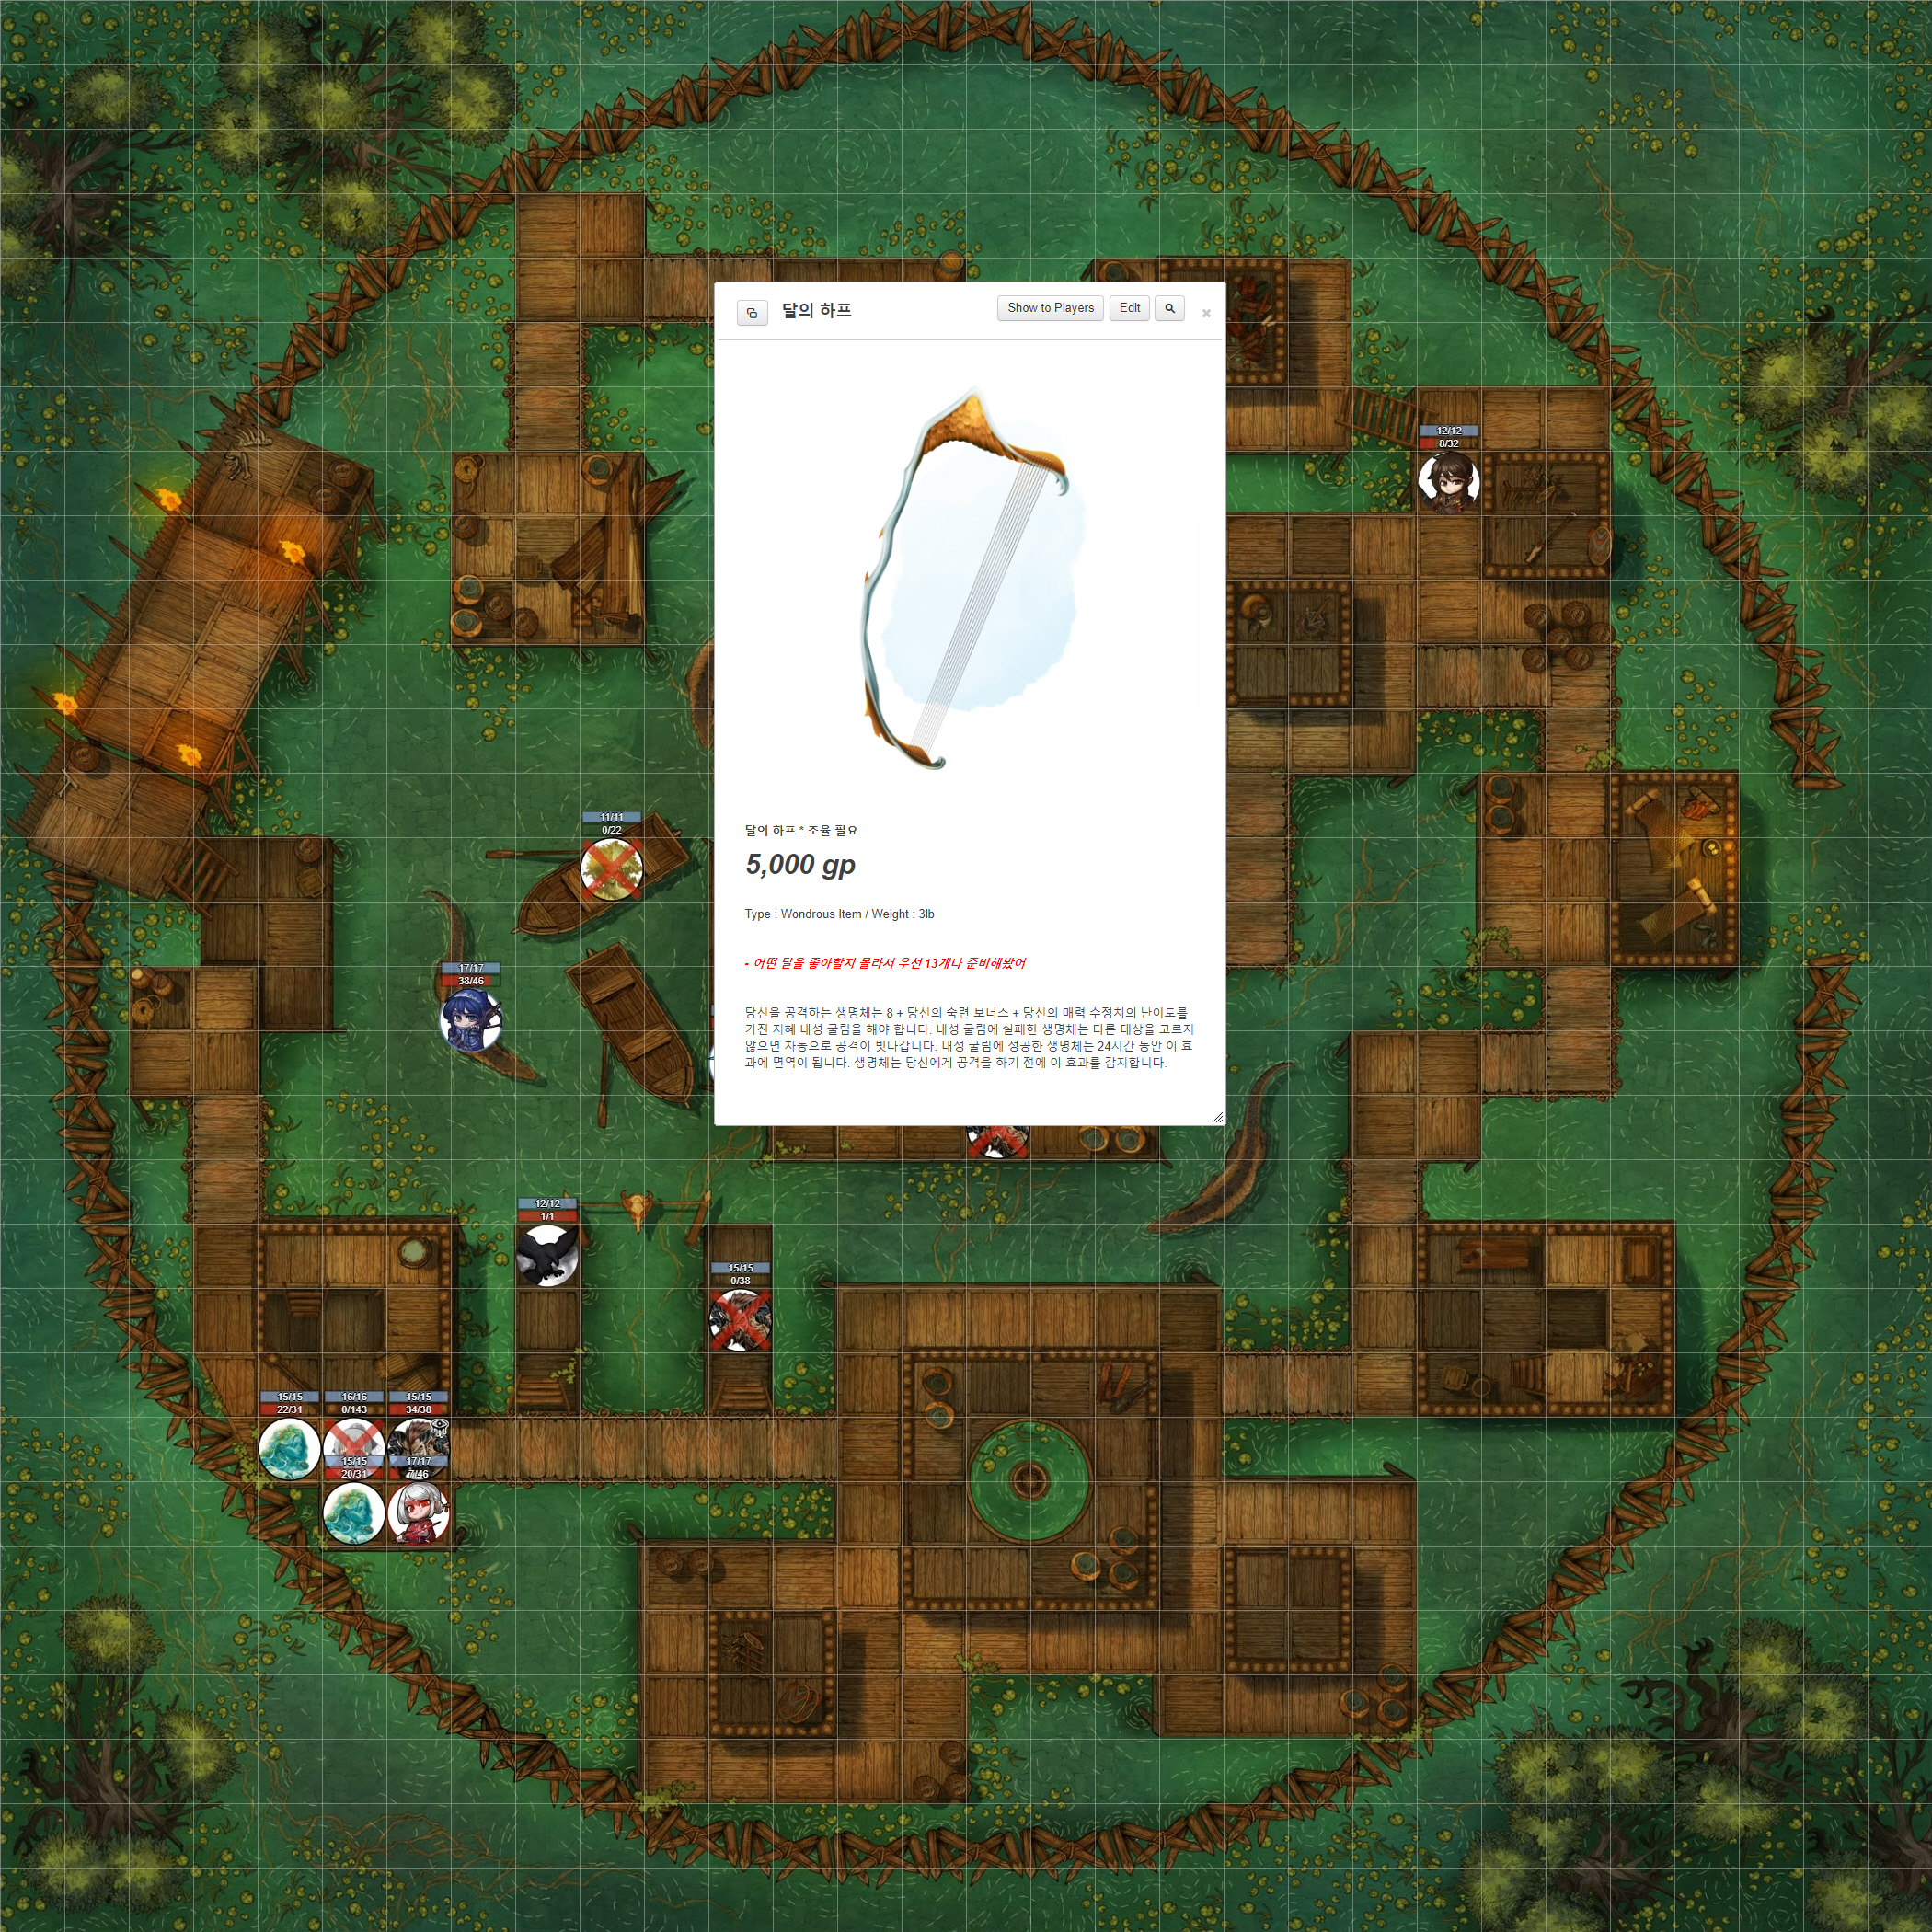 달의 하프
Show to Players
Edit
달의 하프 * 조율 필요
5,000 gp
Type : Wondrous Item / Weight : 3lb
- 어떤 달을 좋아할지 몰라서 우선 13개나 준비해봤어
당신을 공격하는 생명체는 8 + 당신의 숙련 보너스 + 당신의 매력 수정치의 난이도를
가진 지혜 내성 굴림을 해야 합니다. 내성 굴림에 실패한 생명체는 다른 대상을 고르지
않으면 자동으로 공격이 빗나갑니다. 내성 굴림에 성공한 생명체는 24시간 동안 이 효
과에 면역이 됩니다. 생명체는 당신에게 공격을 하기 전에 이 효과를 감지합니다.
12/12
8/32
11/11
0/22
17/17
38/46
12/12
1/1
15/15
0/38
15/15
22/31
16/16
0/143
15/15
34/38
15/15
20/31
17/17
7/46